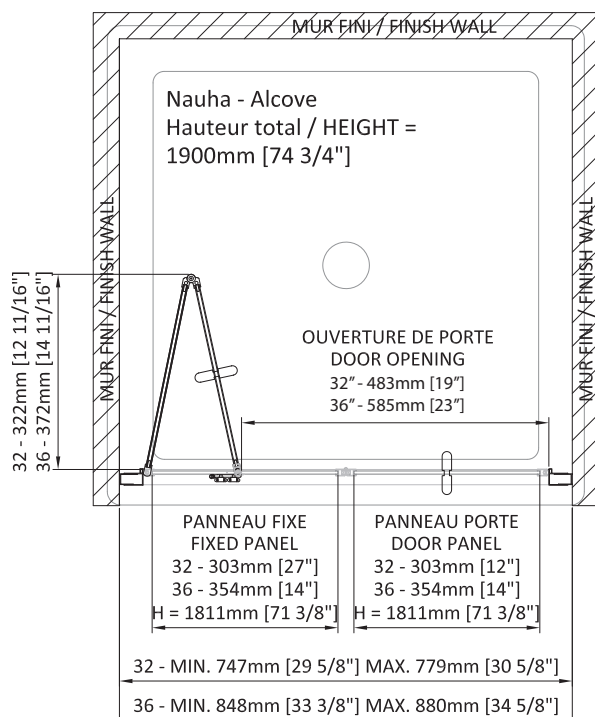 MUR FINI / FINISH WALL
Nauha - Alcove
Hauteur total / HEIGHT =
1900mm [74 3/4"]
MUR FINI / FINISH WALL
MUR FINI / FINISH WALL
32 - 322mm [12 11/16"]
36 - 372mm [14 11/16"]
OUVERTURE DE PORTE
DOOR OPENING
32” - 483mm [19”]
36” - 585mm [23”]
PANNEAU FIXE
FIXED PANEL
32 - 303mm [27"]
36 - 354mm [14"]
H = 1811mm [71 3/8"]
PANNEAU PORTE
DOOR PANEL
32 - 303mm [12"]
36 - 354mm [14"]
H = 1811mm [71 3/8"]
32 - MIN. 747mm [29 5/8"] MAX. 779mm [30 5/8"]
36 - MIN. 848mm [33 3/8"] MAX. 880mm [34 5/8"]